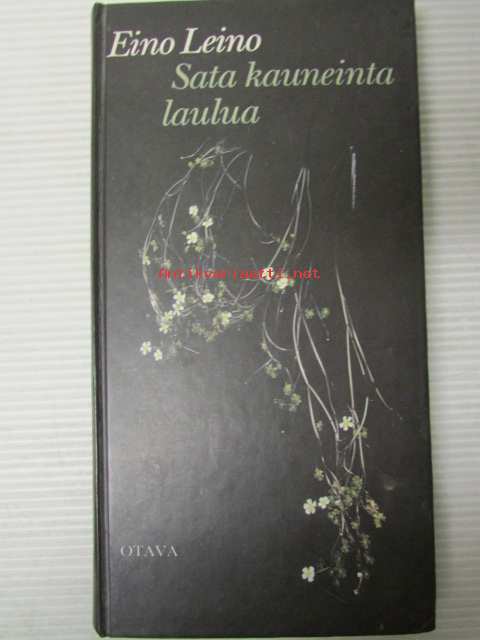 Eino Leino
Sata kauneinta
laulua
Antikvariaatti.net
OTAVA